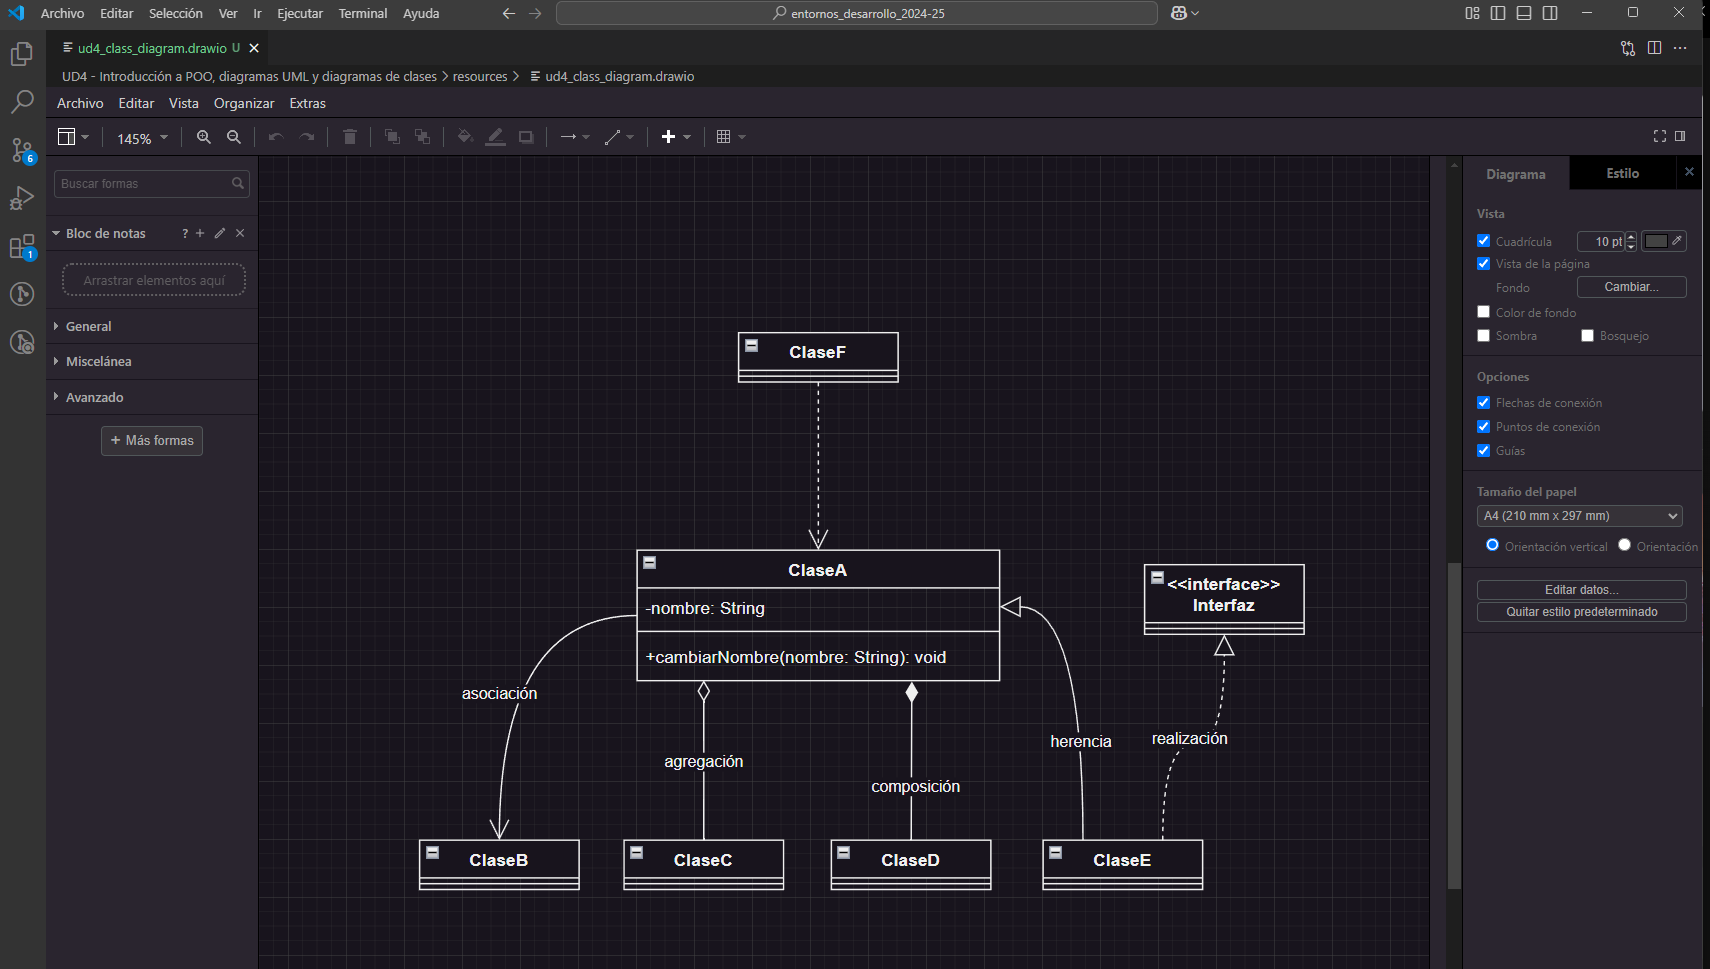 Archivo Editar Selección Ver Ir Ejecutar Terminal Ayuda
entornos_desarrollo_2024-25
ud4_class_diagram.drawio U
UD4 - Introducción a POO, diagramas UML y diagramas de clases > resources > ud4_class_diagram.drawio
Archivo Editar Vista Organizar Extras
145%
6
1
Buscar formas
Bloc de notas ?
Arrastrar elementos aquí
General
Miscelánea
Avanzado
+ Más formas
ClaseF
ClaseA
-nombre: String
+cambiarNombre(nombre: String): void
<<interface>>
Interfaz
asociación
agregación
composición
herencia
realización
ClaseB
ClaseC
ClaseD
ClaseE
Diagrama Estilo
Vista
Cuadrícula 10 pt
Vista de la página
Fondo Cambiar...
Color de fondo
Sombra Bosquejo
Opciones
Flechas de conexión
Puntos de conexión
Guías
Tamaño del papel
A4 (210 mm x 297 mm)
Orientación vertical Orientación
Editar datos...
Quitar estilo predeterminado